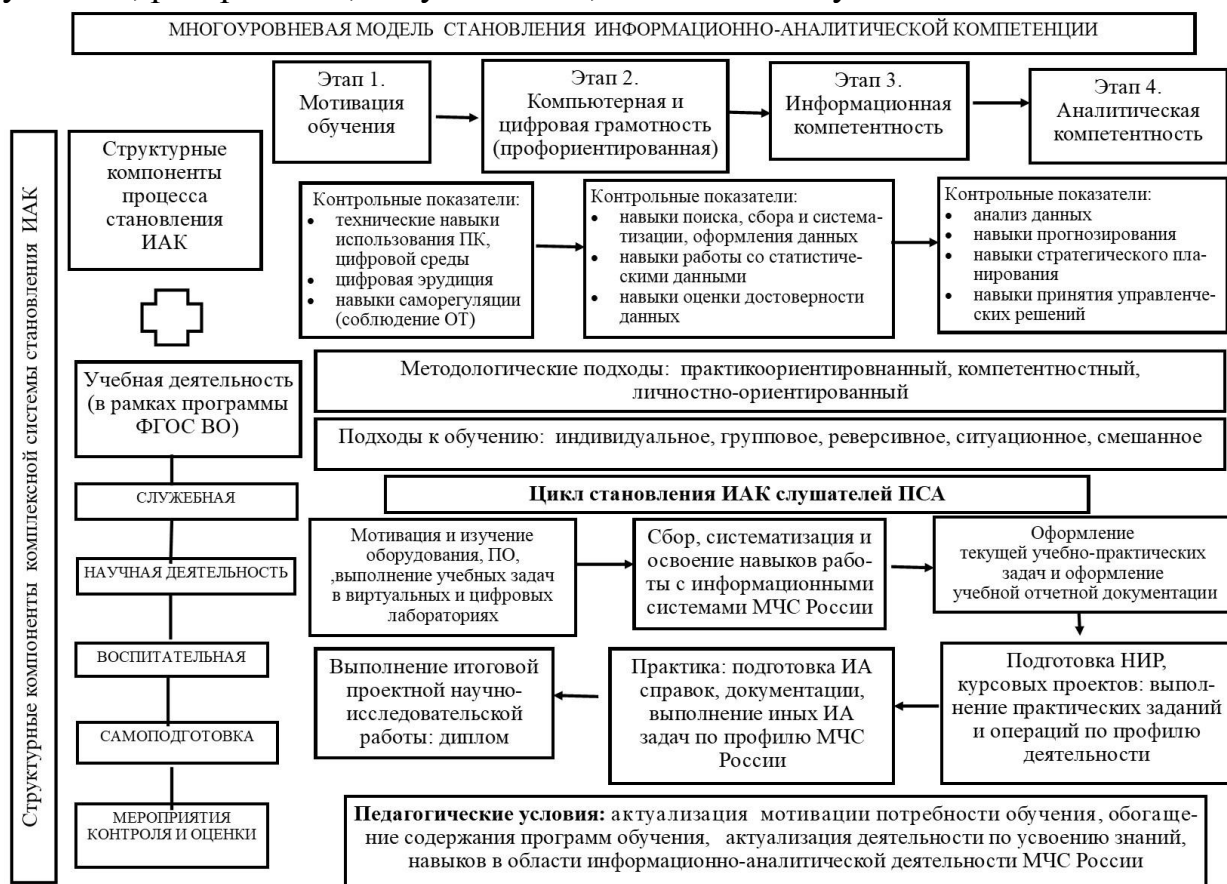 МНОГОУРОВНЕВАЯ МОДЕЛЬ СТАНОВЛЕНИЯ ИНФОРМАЦИОННО-АНАЛИТИЧЕСКОЙ КОМПЕТЕНЦИИ
Структурные компоненты комплексной системы становления ИАК
Структурные
компоненты
процесса
становления
ИАК
Этап 1.
Мотивация
обучения
Этап 2.
Компьютерная и
цифровая грамотность
(профориентированная)
Этап 3.
Информационная
компетентность
Этап 4.
Аналитическая
компетентность
Контрольные показатели:
• технические навыки
использования ПК,
цифровой среды
• цифровая эрудиция
• навыки саморегуляции
(соблюдение ОТ)
Контрольные показатели:
• навыки поиска, сбора и система-
тизации, оформления данных
• навыки работы со статистиче-
скими данными
• навыки оценки достоверности
данных
Контрольные показатели:
• анализ данных
• навыки прогнозирования
• навыки стратегического пла-
нирования
• навыки принятия управленче-
ских решений
Учебная деятельность
(в рамках программы
ФГОС ВО)
СЛУЖЕБНАЯ
НАУЧНАЯ ДЕЯТЕЛЬНОСТЬ
ВОСПИТАТЕЛЬНАЯ
САМОПОДГОТОВКА
МЕРОПРИЯТИЯ
КОНТРОЛЯ И ОЦЕНКИ
Методологические подходы: практикоориентировнанный, компетентностный,
личностно-ориентированный
Подходы к обучению: индивидуальное, групповое, реверсивное, ситуационное, смешанное
Цикл становления ИАК слушателей ПСА
Мотивация и изучение
оборудования, ПО,
,выполнение учебных задач
в виртуальных и цифровых
лабораториях
Сбор, систематизация и
освоение навыков рабо-
ты с информационными
системами МЧС России
Оформление
текущей учебно-практических
задач и оформление
учебной отчетной документации
Выполнение итоговой
проектной научно-
исследовательской
работы: диплом
Практика: подготовка ИА
справок, документации,
выполнение иных ИА
задач по профилю МЧС
России
Подготовка НИР,
курсовых проектов: выпол-
нение практических заданий
и операций по профилю
деятельности
Педагогические условия: актуализация мотивации потребности обучения, обогаще-
ние содержания программ обучения, актуализация деятельности по усвоению знаний,
навыков в области информационно-аналитической деятельности МЧС России